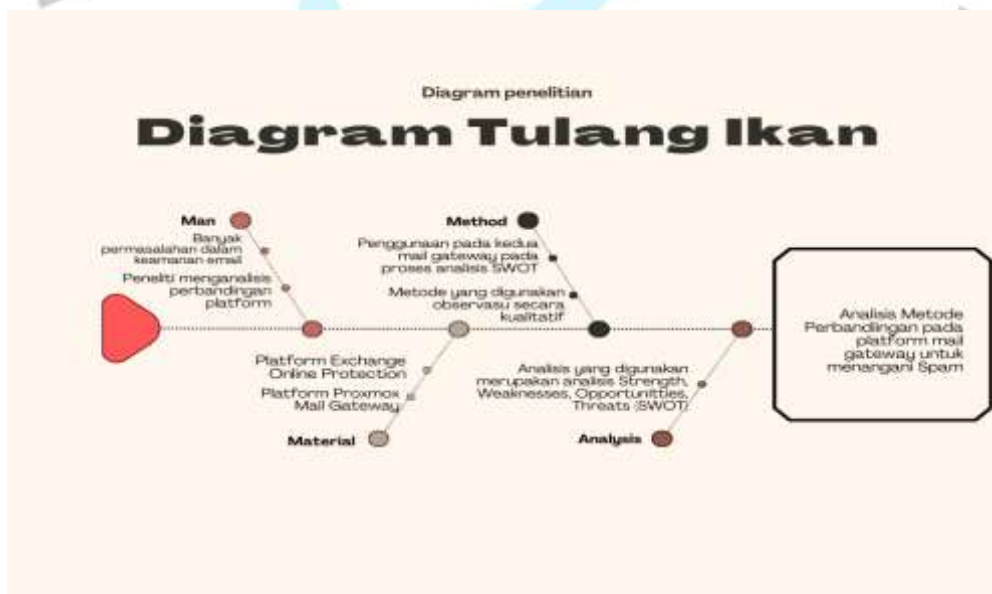 Diagram penelitian
Diagram Tulang Ikan
Man
Banyak
permasalahan dalam
keamanan email
Peneliti menganalisis
perbandingan
platform
Method
Penggunaan pada kedua
mail gateway pada
proses analisis SWOT
Metode yang digunakan
observasu secara
kualitatif
Platform Exchange
Online Protection
Platform Proxmox
Mail Gateway
Material
Analisis yang digunakan
merupakan analisis Strength,
Weaknesses, Opportunitties,
Threats (SWOT)
Analysis
Analisis Metode
Perbandingan pada
platform mail
gateway untuk
menangani Spam